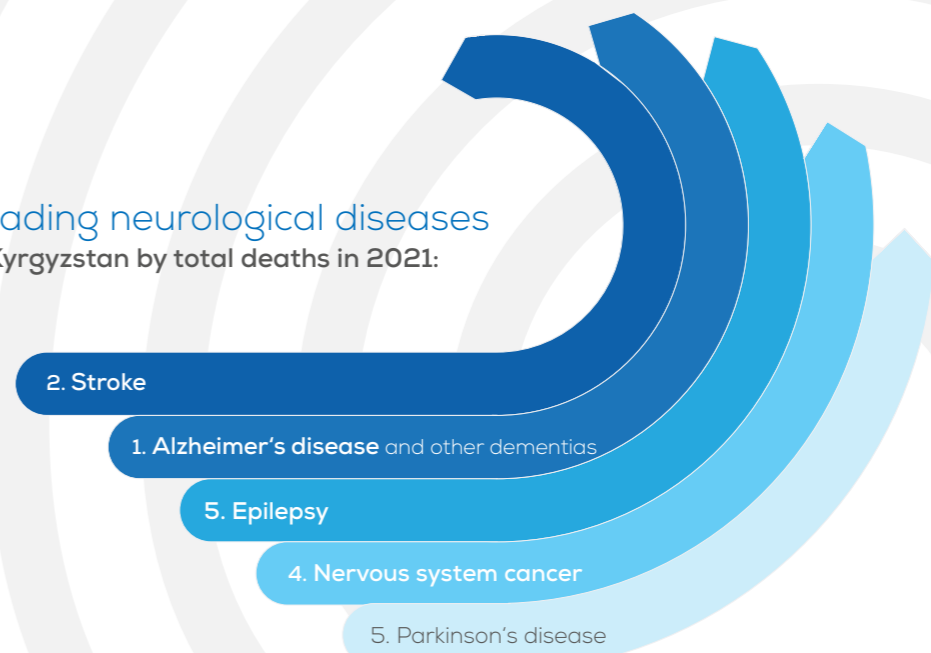 ading neurological diseases
Kyrgyzstan by total deaths in 2021:
2. Stroke
1. Alzheimer's disease and other dementias
5. Epilepsy
4. Nervous system cancer
5. Parkinson's disease